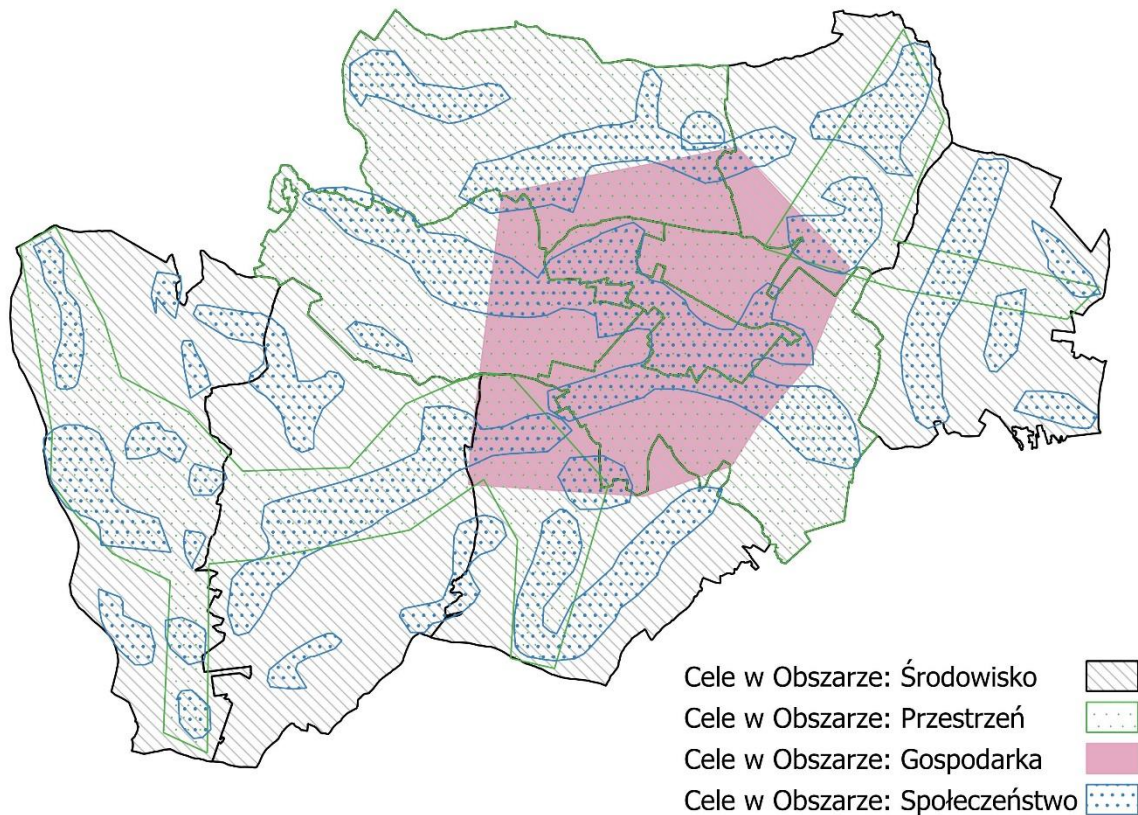 Cele w Obszarze: Środowisko
Cele w Obszarze: Przestrzeń
Cele w Obszarze: Gospodarka
Cele w Obszarze: Społeczeństwo